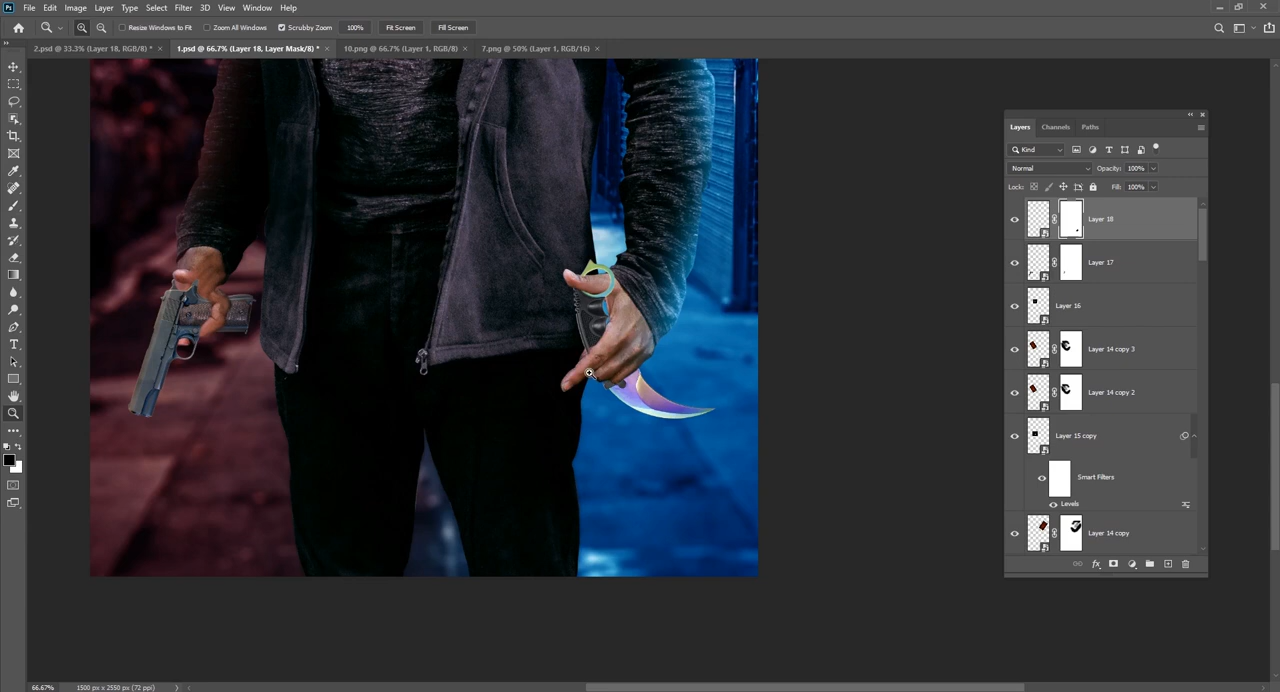 Ps File Edit Image Layer Type Select Filter 3D View Window Help
Resize Windows to Fit Zoom All Windows Scrubby Zoom 100% Fit Screen Fill Screen
2.psd @ 33.3% (Layer 18, RGB/8) * × 1.psd @ 66.7% (Layer 18, Layer Mask/8) * × 10.png @ 66.7% (Layer 1, RGB/8) × 7.png @ 50% (Layer 1, RGB/16) ×
Layers Channels Paths
Kind
Normal Opacity: 100%
Lock: Fill: 100%
Layer 18
Layer 17
Layer 16
Layer 14 copy 3
Layer 14 copy 2
Layer 15 copy
Smart Filters
Levels
Layer 14 copy
fx
66.67% 1500 px x 2550 px (72 ppi)